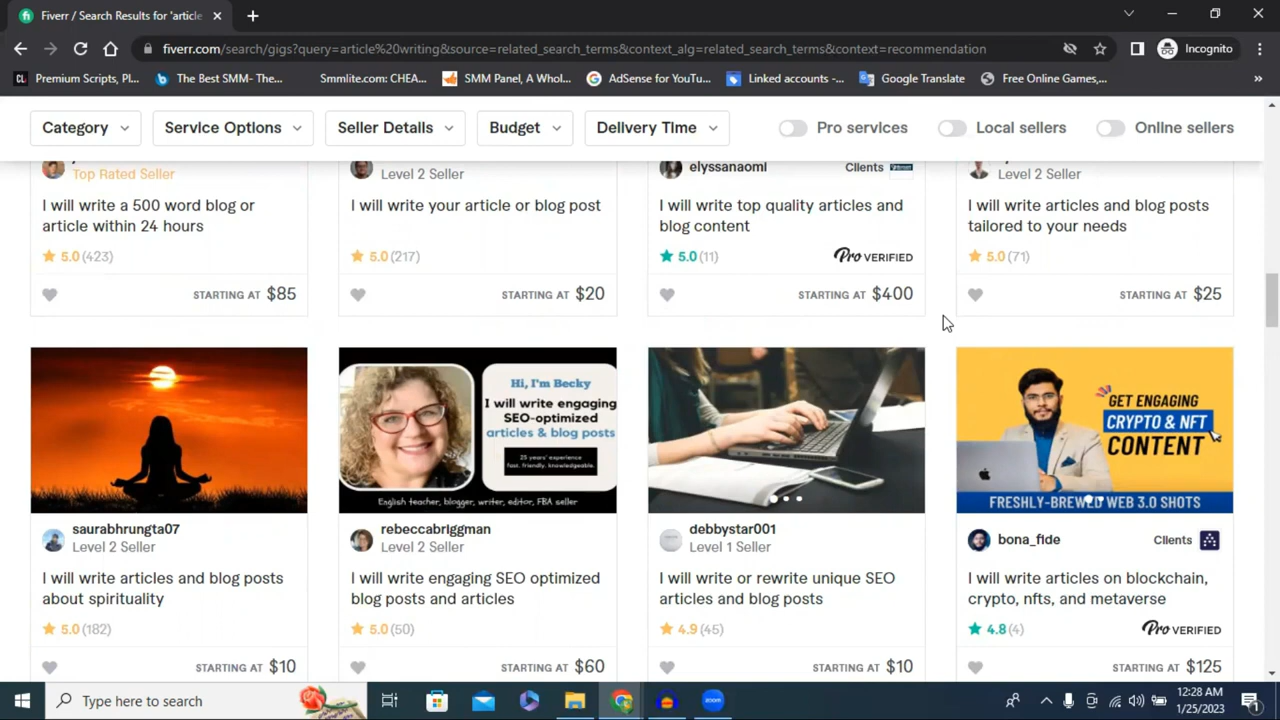 Fiverr / Search Results for 'article
fiverr.com/search/gigs?query=article%20writing&source=related_search_terms&context_alg=related_search_terms&context=recommendation
Incognito
Premium Scripts, Pl...
The Best SMM- The...
Smmlite.com: CHEA...
SMM Panel, A Whol...
AdSense for YouTu...
Linked accounts -...
Google Translate
Free Online Games,...
Category
Service Options
Seller Details
Budget
Delivery Time
Pro services
Local sellers
Online sellers
Top Rated Seller
Level 2 Seller
elyssanaomi
Clients
Level 2 Seller
I will write a 500 word blog or
article within 24 hours
I will write your article or blog post
I will write top quality articles and
blog content
I will write articles and blog posts
tailored to your needs
5.0 (423)
5.0 (217)
5.0 (11)
Pro VERIFIED
5.0 (71)
STARTING AT $85
STARTING AT $20
STARTING AT $400
STARTING AT $25
Hi, I'm Becky
I will write engaging
SEO-optimized
articles & blog posts
25 years' experience
fast. friendly. knowledgeable.
English teacher, blogger, writer, editor, FBA seller
GET ENGAGING
CRYPTO & NFT
CONTENT
FRESHLY-BREWED WEB 3.0 SHOTS
saurabhrungta07
Level 2 Seller
rebeccabriggman
Level 2 Seller
debbystar001
Level 1 Seller
bona_fide
Clients
I will write articles and blog posts
about spirituality
I will write engaging SEO optimized
blog posts and articles
I will write or rewrite unique SEO
articles and blog posts
I will write articles on blockchain,
crypto, nfts, and metaverse
5.0 (182)
5.0 (50)
4.9 (45)
4.8 (4)
Pro VERIFIED
STARTING AT $10
STARTING AT $60
STARTING AT $10
STARTING AT $125
Type here to search
zoom
12:28 AM
1/25/2023